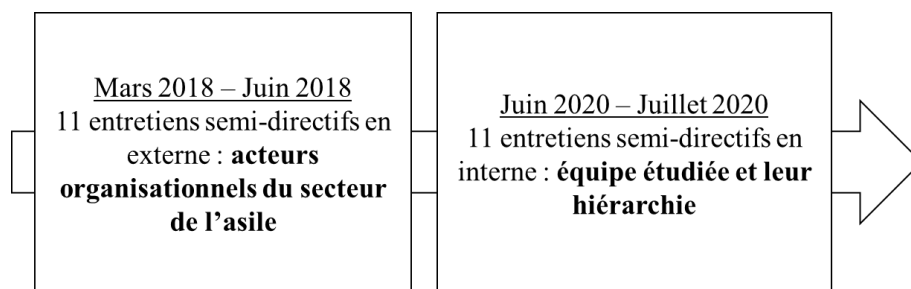 Mars 2018 – Juin 2018
11 entretiens semi-directifs en
externe : acteurs
organisationnels du secteur
de l’asile
Juin 2020 – Juillet 2020
11 entretiens semi-directifs en
interne : équipe étudiée et leur
hiérarchie